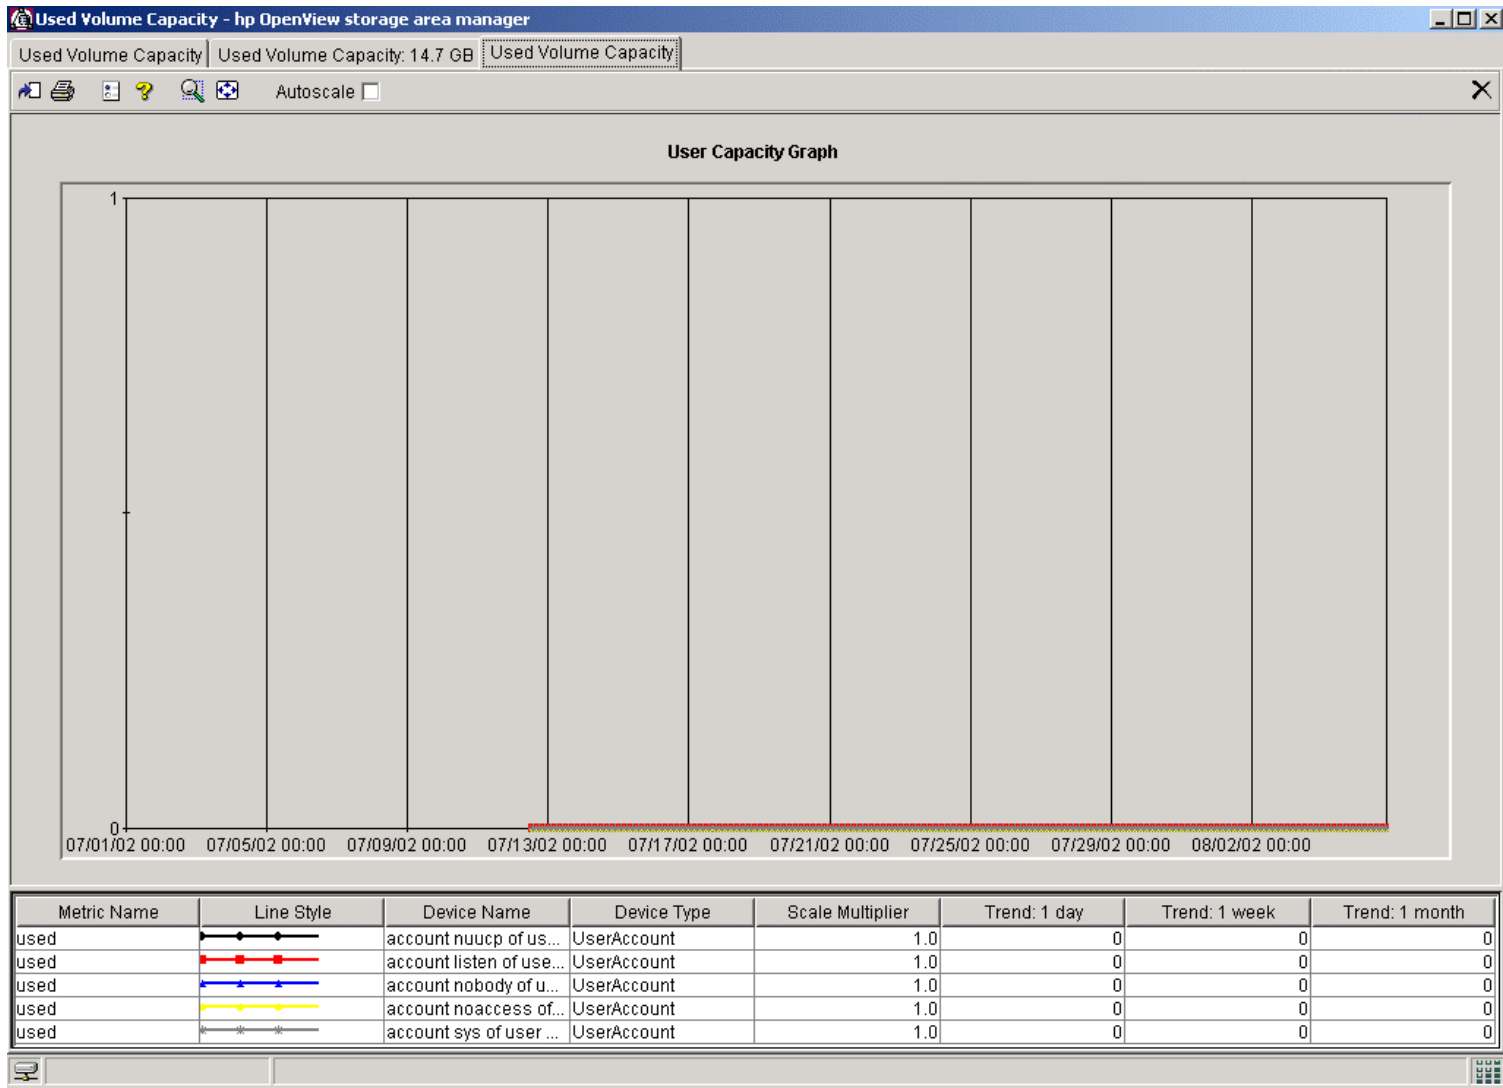 Used Volume Capacity - hp OpenView storage area manager
Used Volume Capacity Used Volume Capacity: 14.7 GB Used Volume Capacity
Autoscale
User Capacity Graph
1
0
07/01/02 00:00 07/05/02 00:00 07/09/02 00:00 07/13/02 00:00 07/17/02 00:00 07/21/02 00:00 07/25/02 00:00 07/29/02 00:00 08/02/02 00:00
Metric Name Line Style Device Name Device Type Scale Multiplier Trend: 1 day Trend: 1 week Trend: 1 month
used account nuucp of us... UserAccount 1.0 0 0 0
used account listen of use... UserAccount 1.0 0 0 0
used account nobody of u... UserAccount 1.0 0 0 0
used account noaccess of... UserAccount 1.0 0 0 0
used account sys of user ... UserAccount 1.0 0 0 0